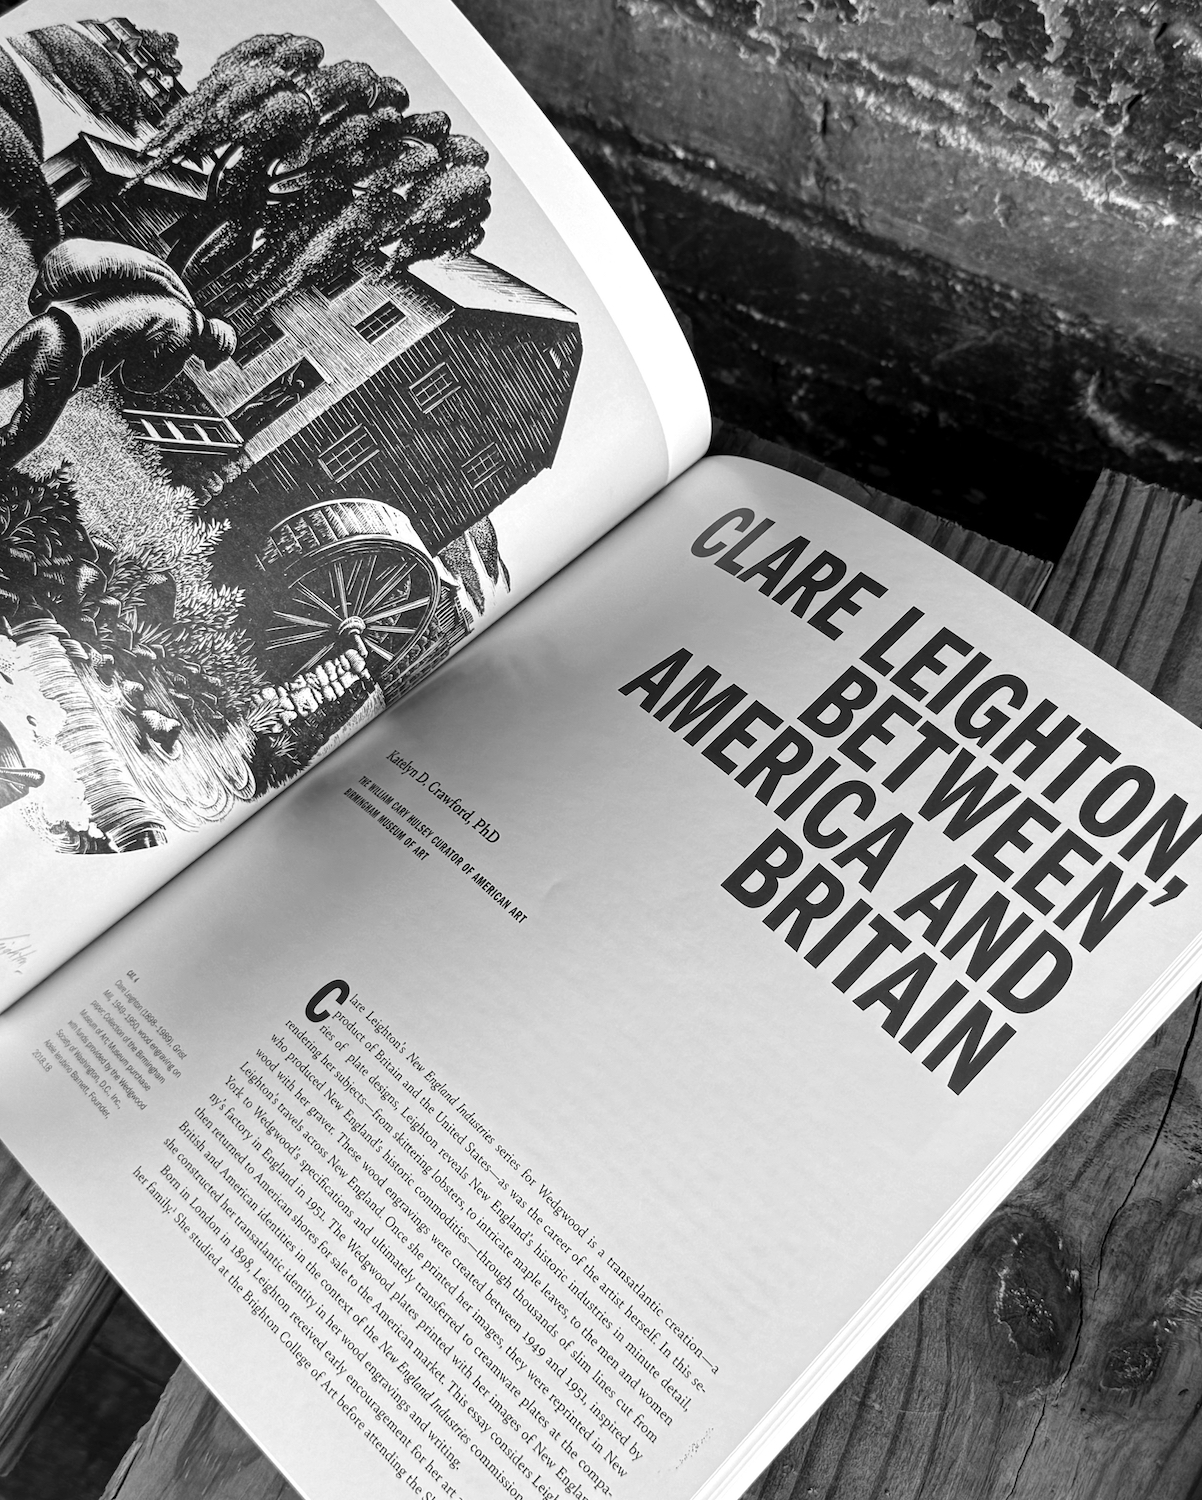 CLARE LEIGHTON,
BETWEEN
AMERICA AND
BRITAIN
Katelyn D. Crawford, PhD
THE WILLIAM CARY HULSEY CURATOR OF AMERICAN ART
BIRMINGHAM MUSEUM OF ART
CAT. 4
Clare Leighton (1898–1989), Grist
Mill, 1949–1950, wood engraving on
paper; Collection of the Birmingham
Museum of Art; Museum purchase
with funds provided by the Wedgwood
Society of Washington, D.C., Inc.,
Adele Barnett, Founder,
2018.18
Clare Leighton's New England Industries series for Wedgwood is a transatlantic creation—a
product of Britain and the United States—as was the career of the artist herself. In this se-
ries of plate designs, Leighton reveals New England's historic industries in minute detail,
rendering her subjects—from skittering lobsters, to intricate maple leaves, to the men and women
who produced New England's historic commodities—through thousands of slim lines cut from
wood with her graver. These wood engravings were created between 1949 and 1951, inspired by
Leighton's travels across New England. Once she printed her images, they were reprinted in New
York to Wedgwood's specifications and ultimately transferred to creamware plates at the compa-
ny's factory in England in 1951. The Wedgwood plates printed with her images of New England
then returned to American shores for sale to the American market. This essay considers Leigh
British and American identities in the context of the New England Industries commission
she constructed her transatlantic identity in her wood engravings and writing.
Born in London in 1898, Leighton received early encouragement for her art
her family.¹ She studied at the Brighton College of Art before attending the